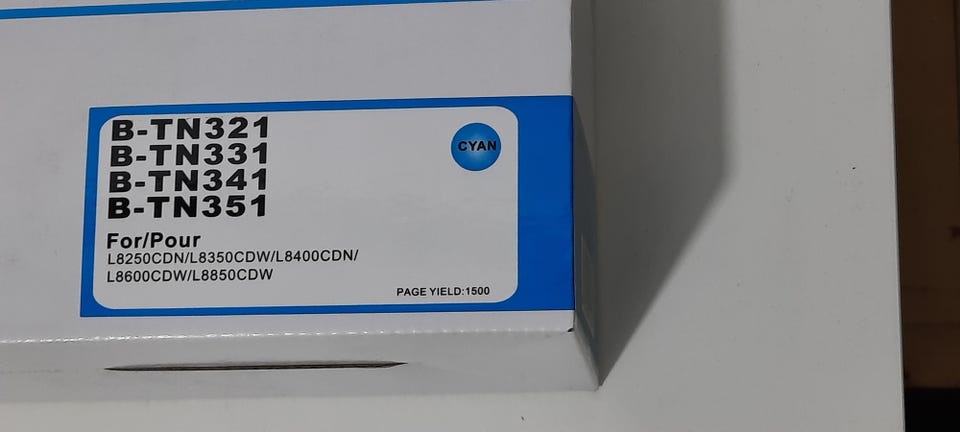 B-TN321
B-TN331
B-TN341
B-TN351
CYAN
For/Pour
L8250CDN/L8350CDW/L8400CDN/
L8600CDW/L8850CDW
PAGE YIELD:1500